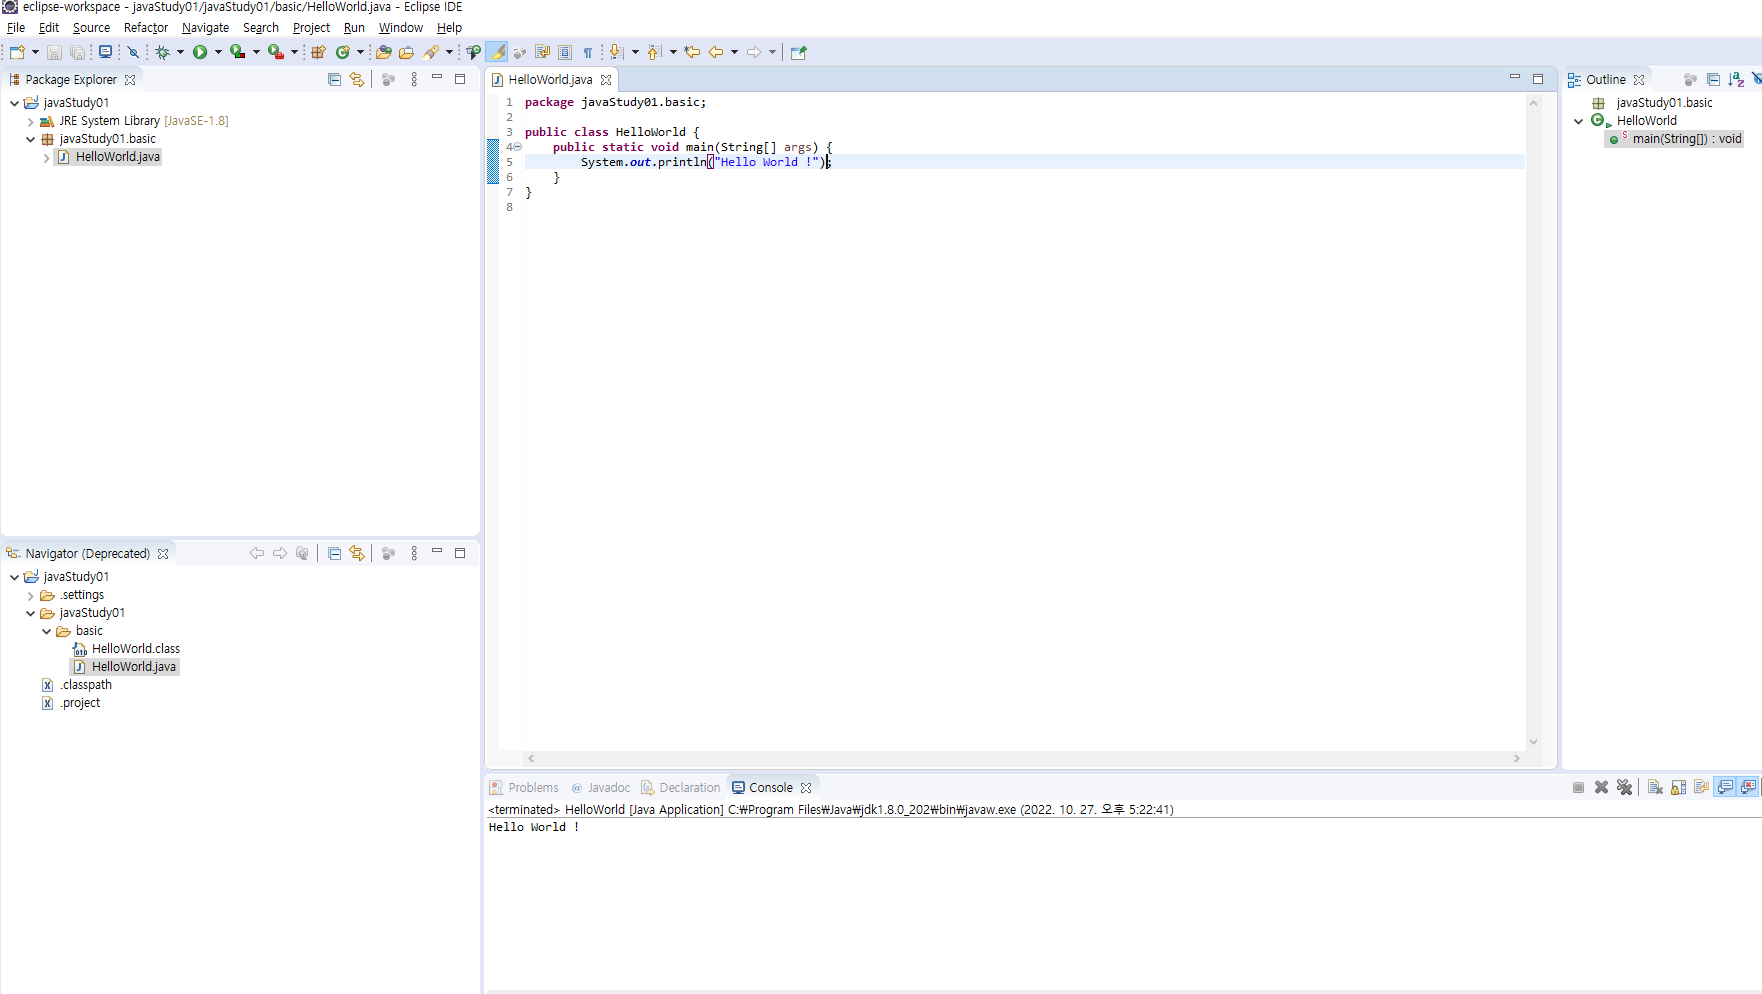 eclipse-workspace - javaStudy01/javaStudy01/basic/HelloWorld.java - Eclipse IDE
File Edit Source Refactor Navigate Search Project Run Window Help
Package Explorer
javaStudy01
JRE System Library [JavaSE-1.8]
javaStudy01.basic
HelloWorld.java
Navigator (Deprecated)
javaStudy01
.settings
javaStudy01
basic
HelloWorld.class
HelloWorld.java
.classpath
.project
HelloWorld.java
1 package javaStudy01.basic;
2
3 public class HelloWorld {
4 public static void main(String[] args) {
5 System.out.println("Hello World !");
6 }
7 }
8
Outline
javaStudy01.basic
HelloWorld
main(String[]) : void
Problems @ Javadoc Declaration Console
<terminated> HelloWorld [Java Application] C:₩Program Files₩Java₩jdk1.8.0_202₩bin₩javaw.exe (2022. 10. 27. 오후 5:22:41)
Hello World !